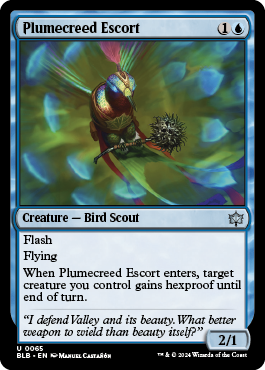 Plumecreed Escort 1
Creature — Bird Scout
Flash
Flying
When Plumecreed Escort enters, target
creature you control gains hexproof until
end of turn.
"I defend Valley and its beauty. What better
weapon to wield than beauty itself?"
2/1
U 0065
BLB • EN Manuel Castañón
™ & © 2024 Wizards of the Coast